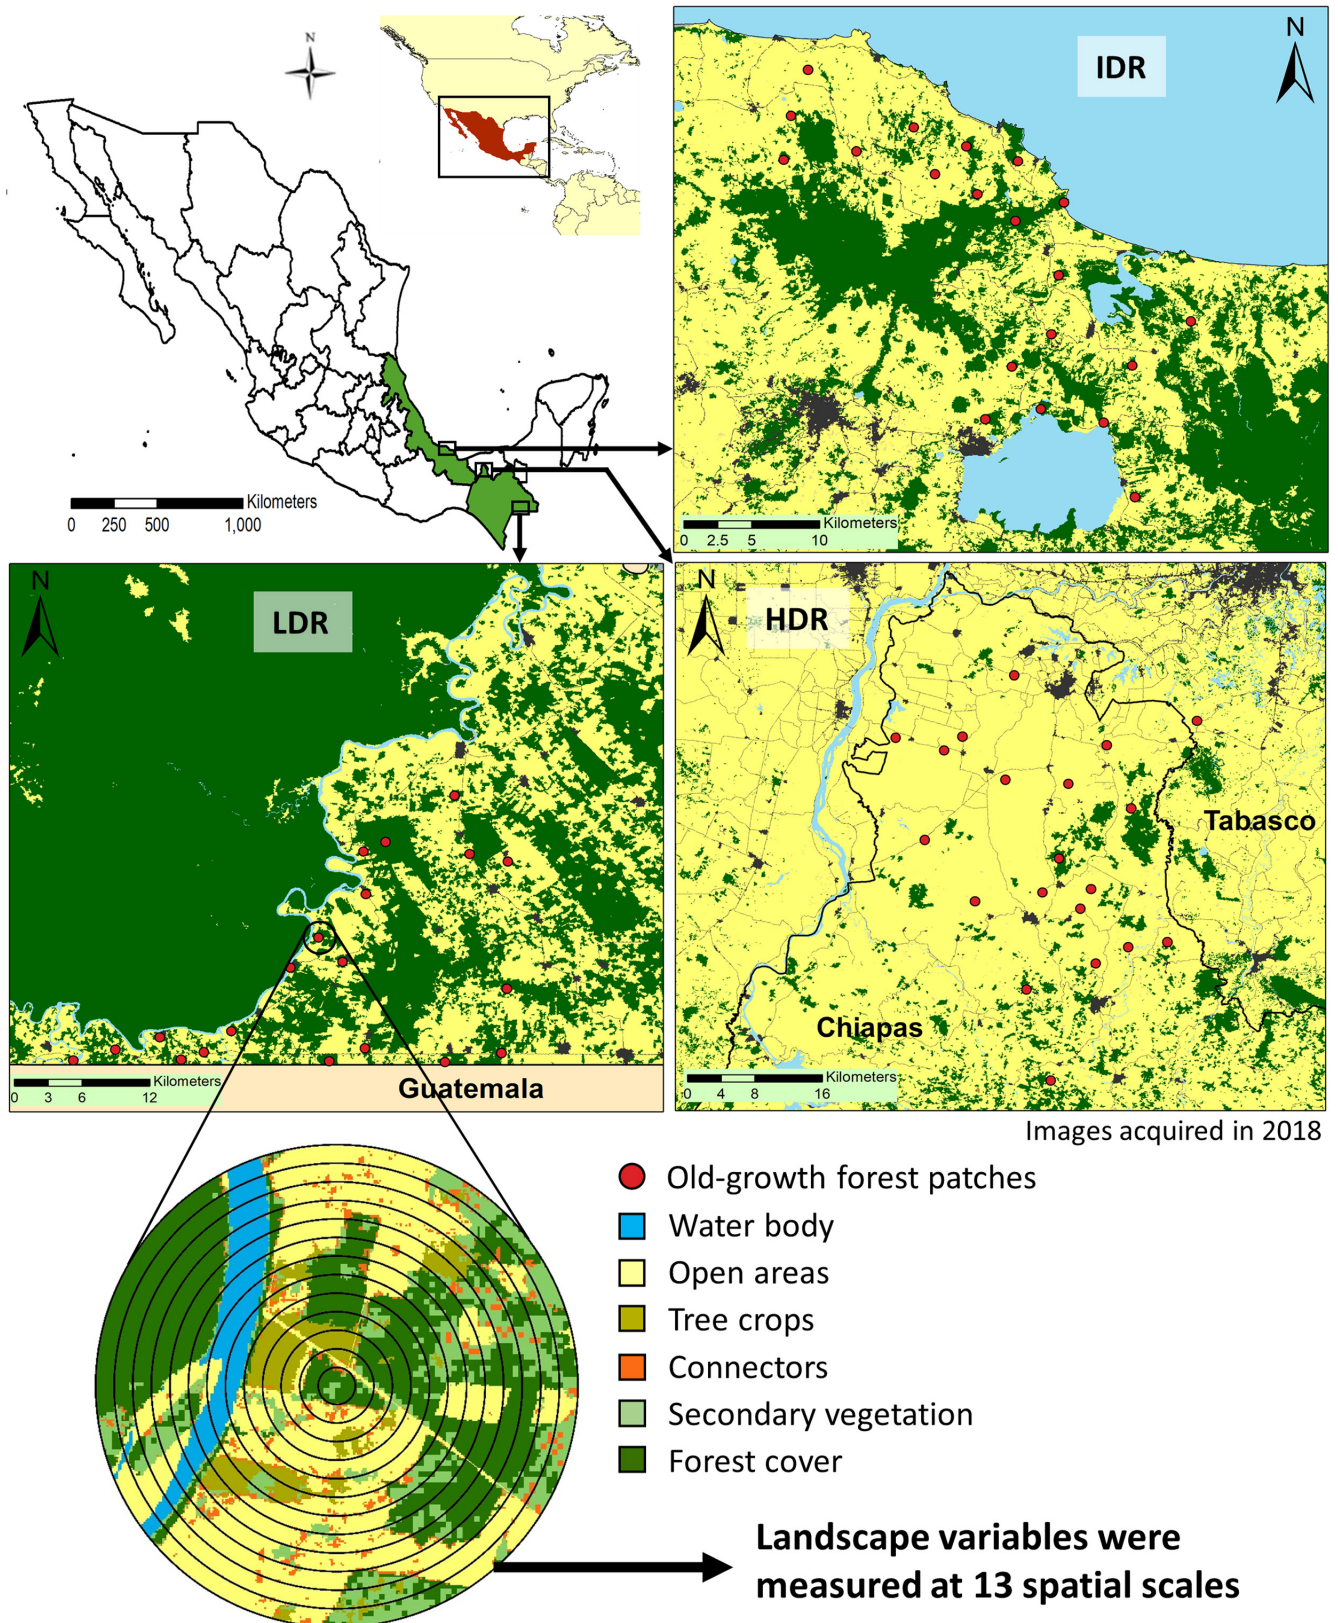 N
Kilometers
0 250 500 1,000
IDR
N
Kilometers
0 2.5 5 10
N
LDR
Guatemala
Kilometers
0 3 6 12
N
HDR
Tabasco
Chiapas
Kilometers
0 4 8 16
Images acquired in 2018
Old-growth forest patches
Water body
Open areas
Tree crops
Connectors
Secondary vegetation
Forest cover
Landscape variables were
measured at 13 spatial scales